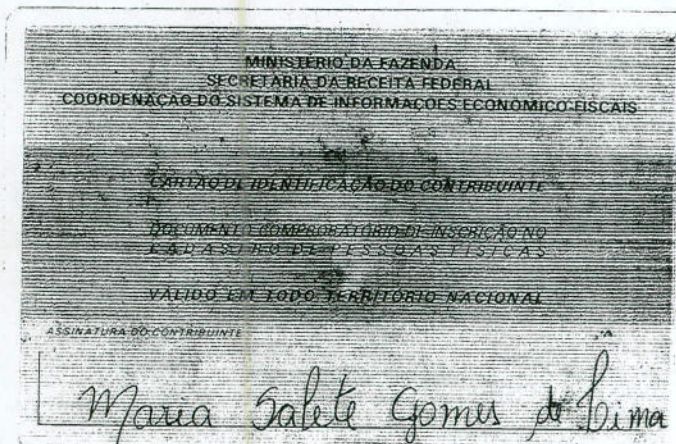 MINISTÉRIO DA FAZENDA
SECRETARIA DA RECEITA FEDERAL
COORDENAÇÃO DO SISTEMA DE INFORMAÇÕES ECONÔMICO-FISCAIS
CARTÃO DE IDENTIFICAÇÃO DO CONTRIBUINTE
DOCUMENTO COMPROBATÓRIO DE INSCRIÇÃO NO
CADASTRO DE PESSOAS FÍSICAS
VÁLIDO EM TODO TERRITÓRIO NACIONAL
ASSINATURA DO CONTRIBUINTE
Maria Salete Gomes de Lima